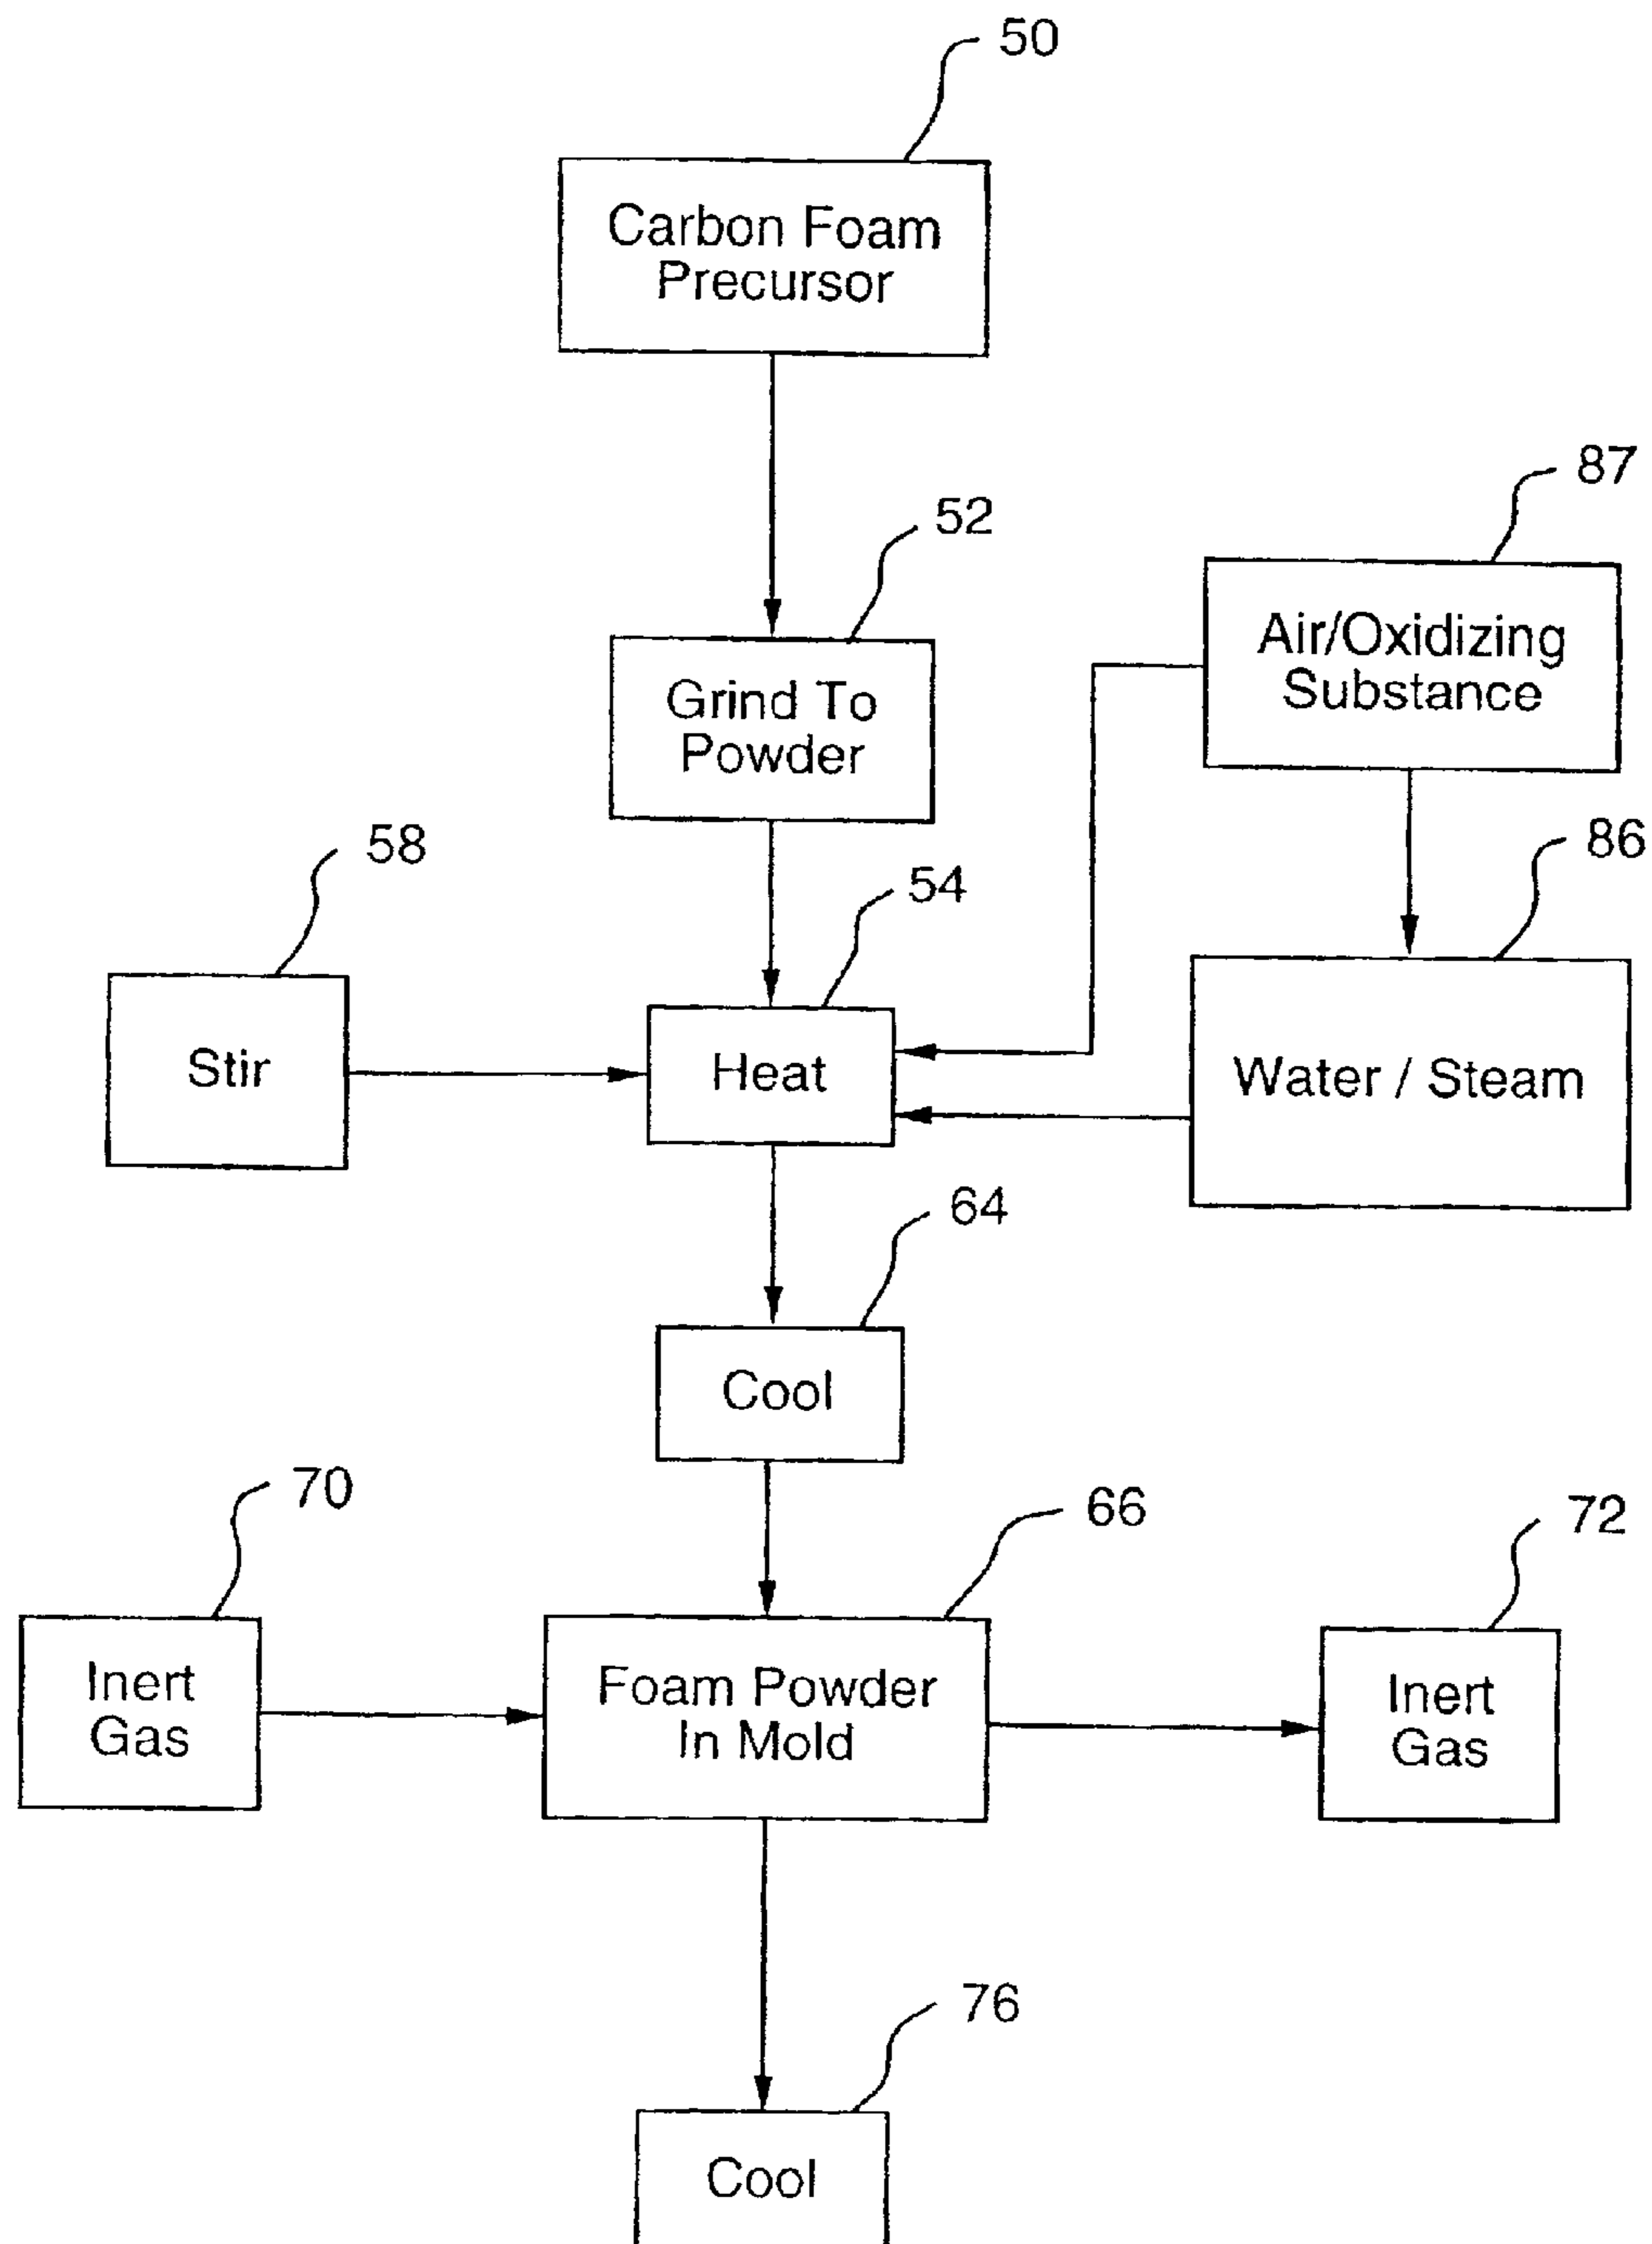 50
Carbon Foam
Precursor
87
52
Air/Oxidizing
Substance
Grind To
Powder
58
86
54
Stir
Heat
Water / Steam
64
Cool
70
66
72
Inert
Gas
Foam Powder
In Mold
Inert
Gas
76
Cool